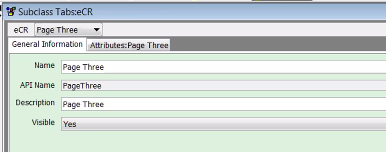 Subclass Tabs:eCR
eCR Page Three
General Information Attributes:Page Three
Name Page Three
API Name PageThree
Description Page Three
Visible Yes